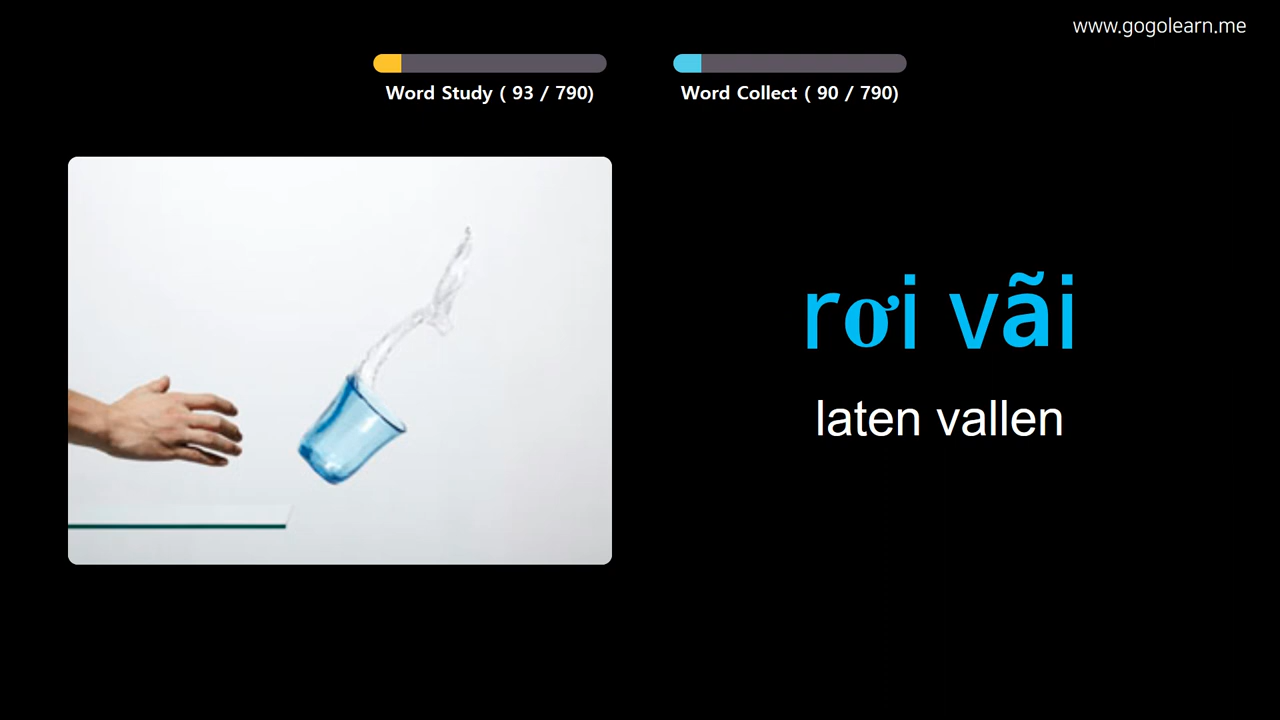 www.gogolearn.me
Word Study ( 93 / 790)
Word Collect ( 90 / 790)
rơi vãi
laten vallen